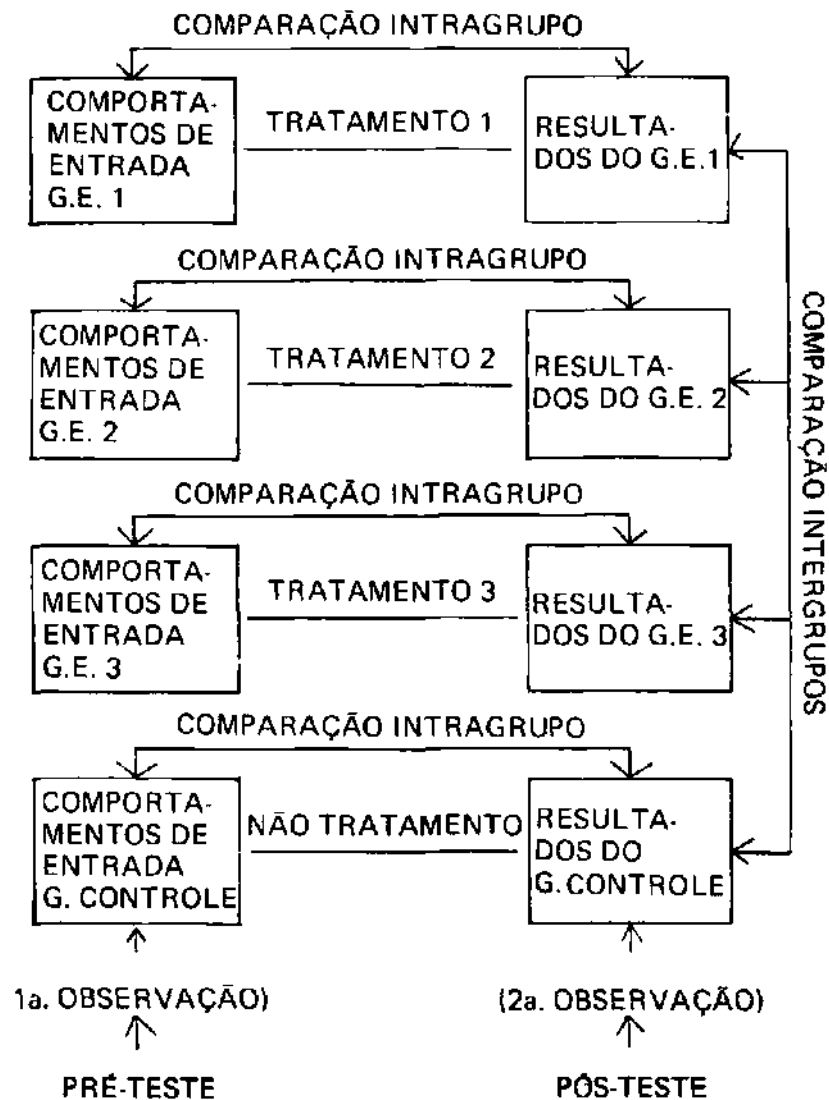 COMPARAÇÃO INTRAGRUPO
COMPORTA-
MENTOS DE
ENTRADA
G.E. 1
TRATAMENTO 1
RESULTA-
DOS DO G.E.1
COMPARAÇÃO INTRAGRUPO
COMPORTA-
MENTOS DE
ENTRADA
G.E. 2
TRATAMENTO 2
RESULTA-
DOS DO G.E. 2
COMPARAÇÃO INTRAGRUPO
COMPORTA-
MENTOS DE
ENTRADA
G.E. 3
TRATAMENTO 3
RESULTA-
DOS DO G.E. 3
COMPARAÇÃO INTRAGRUPO
COMPORTA-
MENTOS DE
ENTRADA
G. CONTROLE
NÃO TRATAMENTO
RESULTA-
DOS DO
G. CONTROLE
COMPARAÇÃO INTERGRUPOS
1a. OBSERVAÇÃO)
(2a. OBSERVAÇÃO)
PRÉ-TESTE
PÓS-TESTE